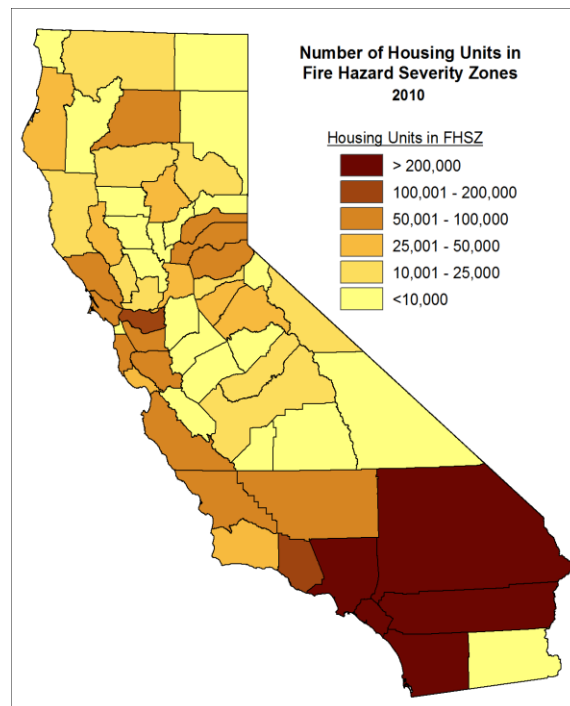 Number of Housing Units in
Fire Hazard Severity Zones
2010
Housing Units in FHSZ
> 200,000
100,001 - 200,000
50,001 - 100,000
25,001 - 50,000
10,001 - 25,000
<10,000